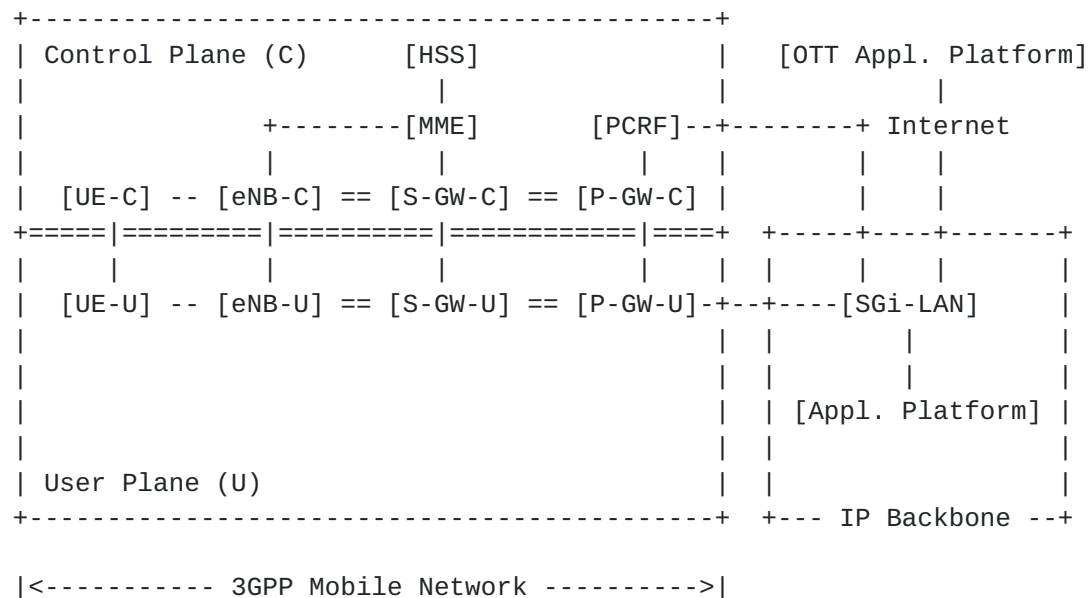 +--------------------------------------------+
| Control Plane (C)      [HSS]               |   [OTT Appl. Platform]
|                          |                 |             |
|               +--------[MME]       [PCRF]--+--------+ Internet
|               |          |            |    |        |    |
|  [UE-C] -- [eNB-C] == [S-GW-C] == [P-GW-C] |        |    |
+=====|=========|==========|============|====+  +-----+----+-------+
|     |         |          |            |    |  |     |    |       |
|  [UE-U] -- [eNB-U] == [S-GW-U] == [P-GW-U]-+--+----[SGi-LAN]     |
|                                            |  |        |         |
|                                            |  |        |         |
|                                            |  | [Appl. Platform] |
|                                            |  |                  |
| User Plane (U)                             |  |                  |
+--------------------------------------------+  +--- IP Backbone --+
|<----------- 3GPP Mobile Network ---------->|